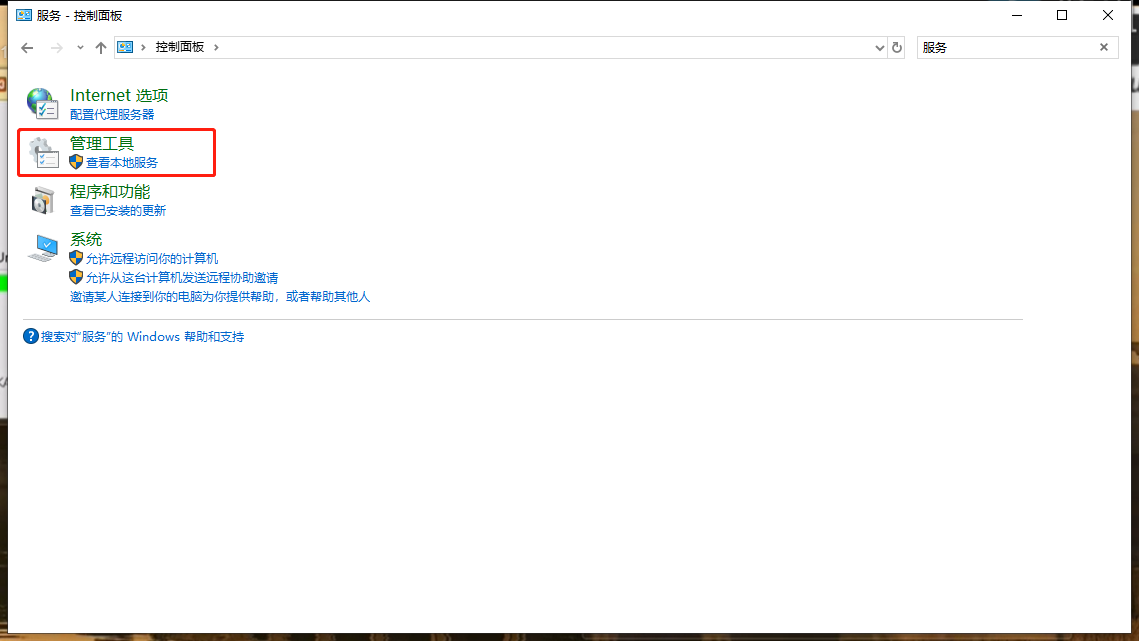 服务 - 控制面板
控制面板
服务
Internet 选项
配置代理服务器
管理工具
查看本地服务
程序和功能
查看已安装的更新
系统
允许远程访问你的计算机
允许从这台计算机发送远程协助邀请
邀请某人连接到你的电脑为你提供帮助，或者帮助其他人
搜索对"服务"的 Windows 帮助和支持